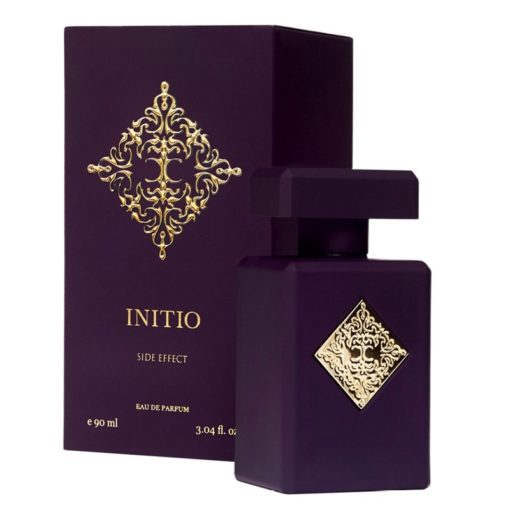 INITIO
SIDE EFFECT
EAU DE PARFUM
e 90 ml 3.04 fl. oz